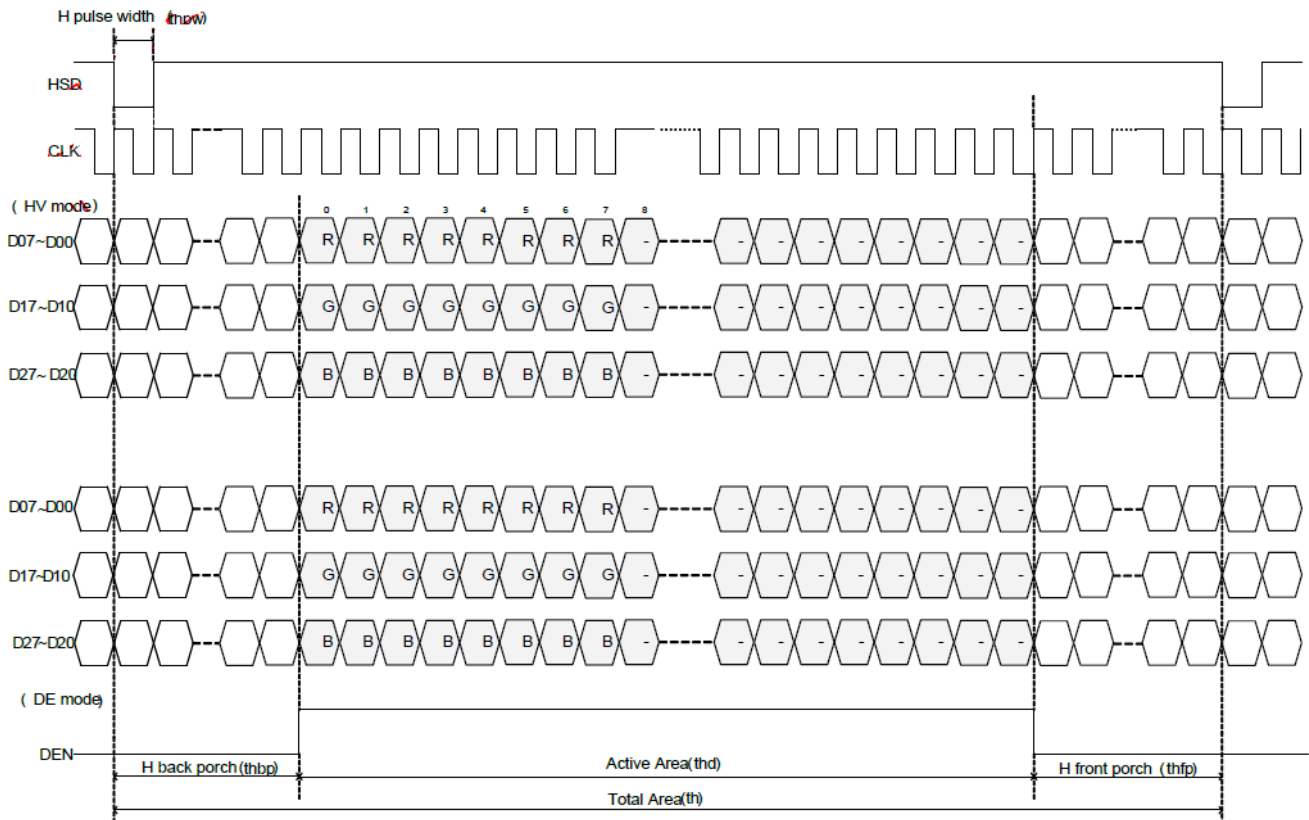 H pulse width (thpw)
HSD
CLK
( HV mode)
0 1 2 3 4 5 6 7 8
D07~D00 R R R R R R R R - - - - - - - - -
D17~D10 G G G G G G G G - - - - - - - - -
D27~ D20 B B B B B B B B - - - - - - - - -
D07~D00 R R R R R R R R - - - - - - - - -
D17~D10 G G G G G G G G - - - - - - - - -
D27~D20 B B B B B B B B - - - - - - - - -
( DE mode)
DEN
H back porch (thbp) Active Area(thd) H front porch (thfp)
Total Area(th)